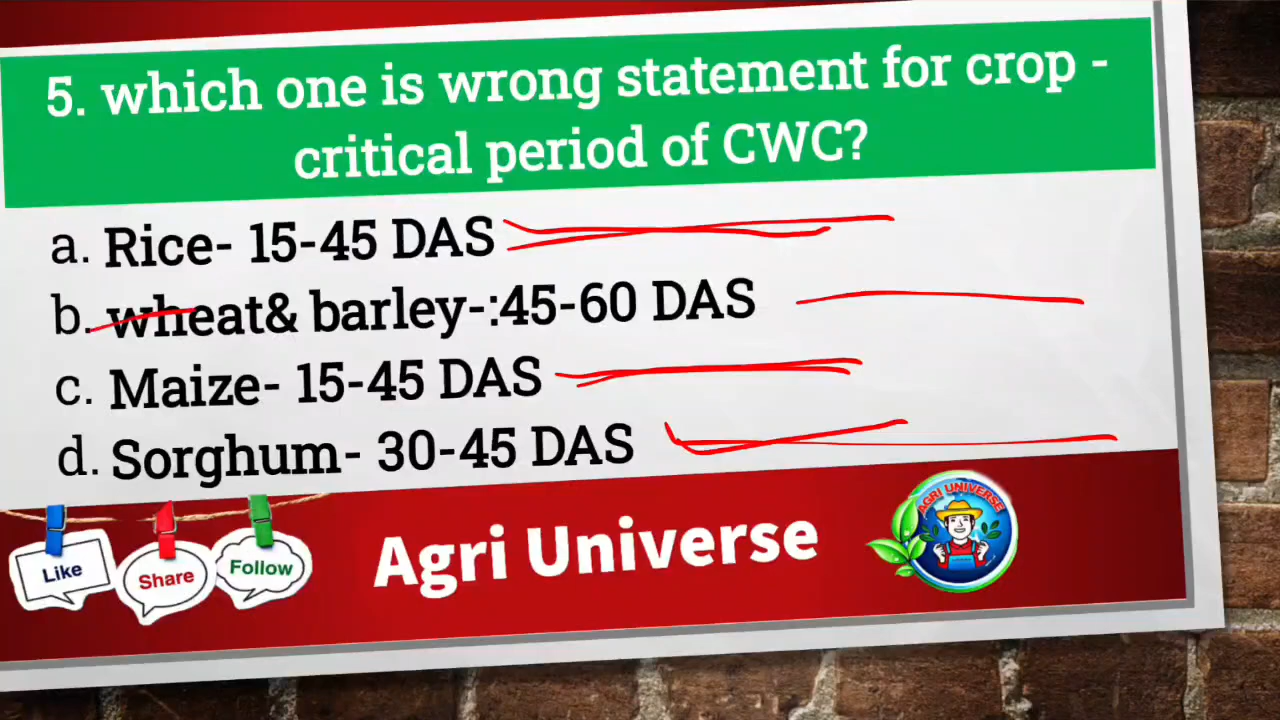 5. which one is wrong statement for crop -
critical period of CWC?
a. Rice- 15-45 DAS
b. wheat& barley-:45-60 DAS
c. Maize- 15-45 DAS
d. Sorghum- 30-45 DAS
Like
Share
Follow
Agri Universe
AGRI UNIVERSE